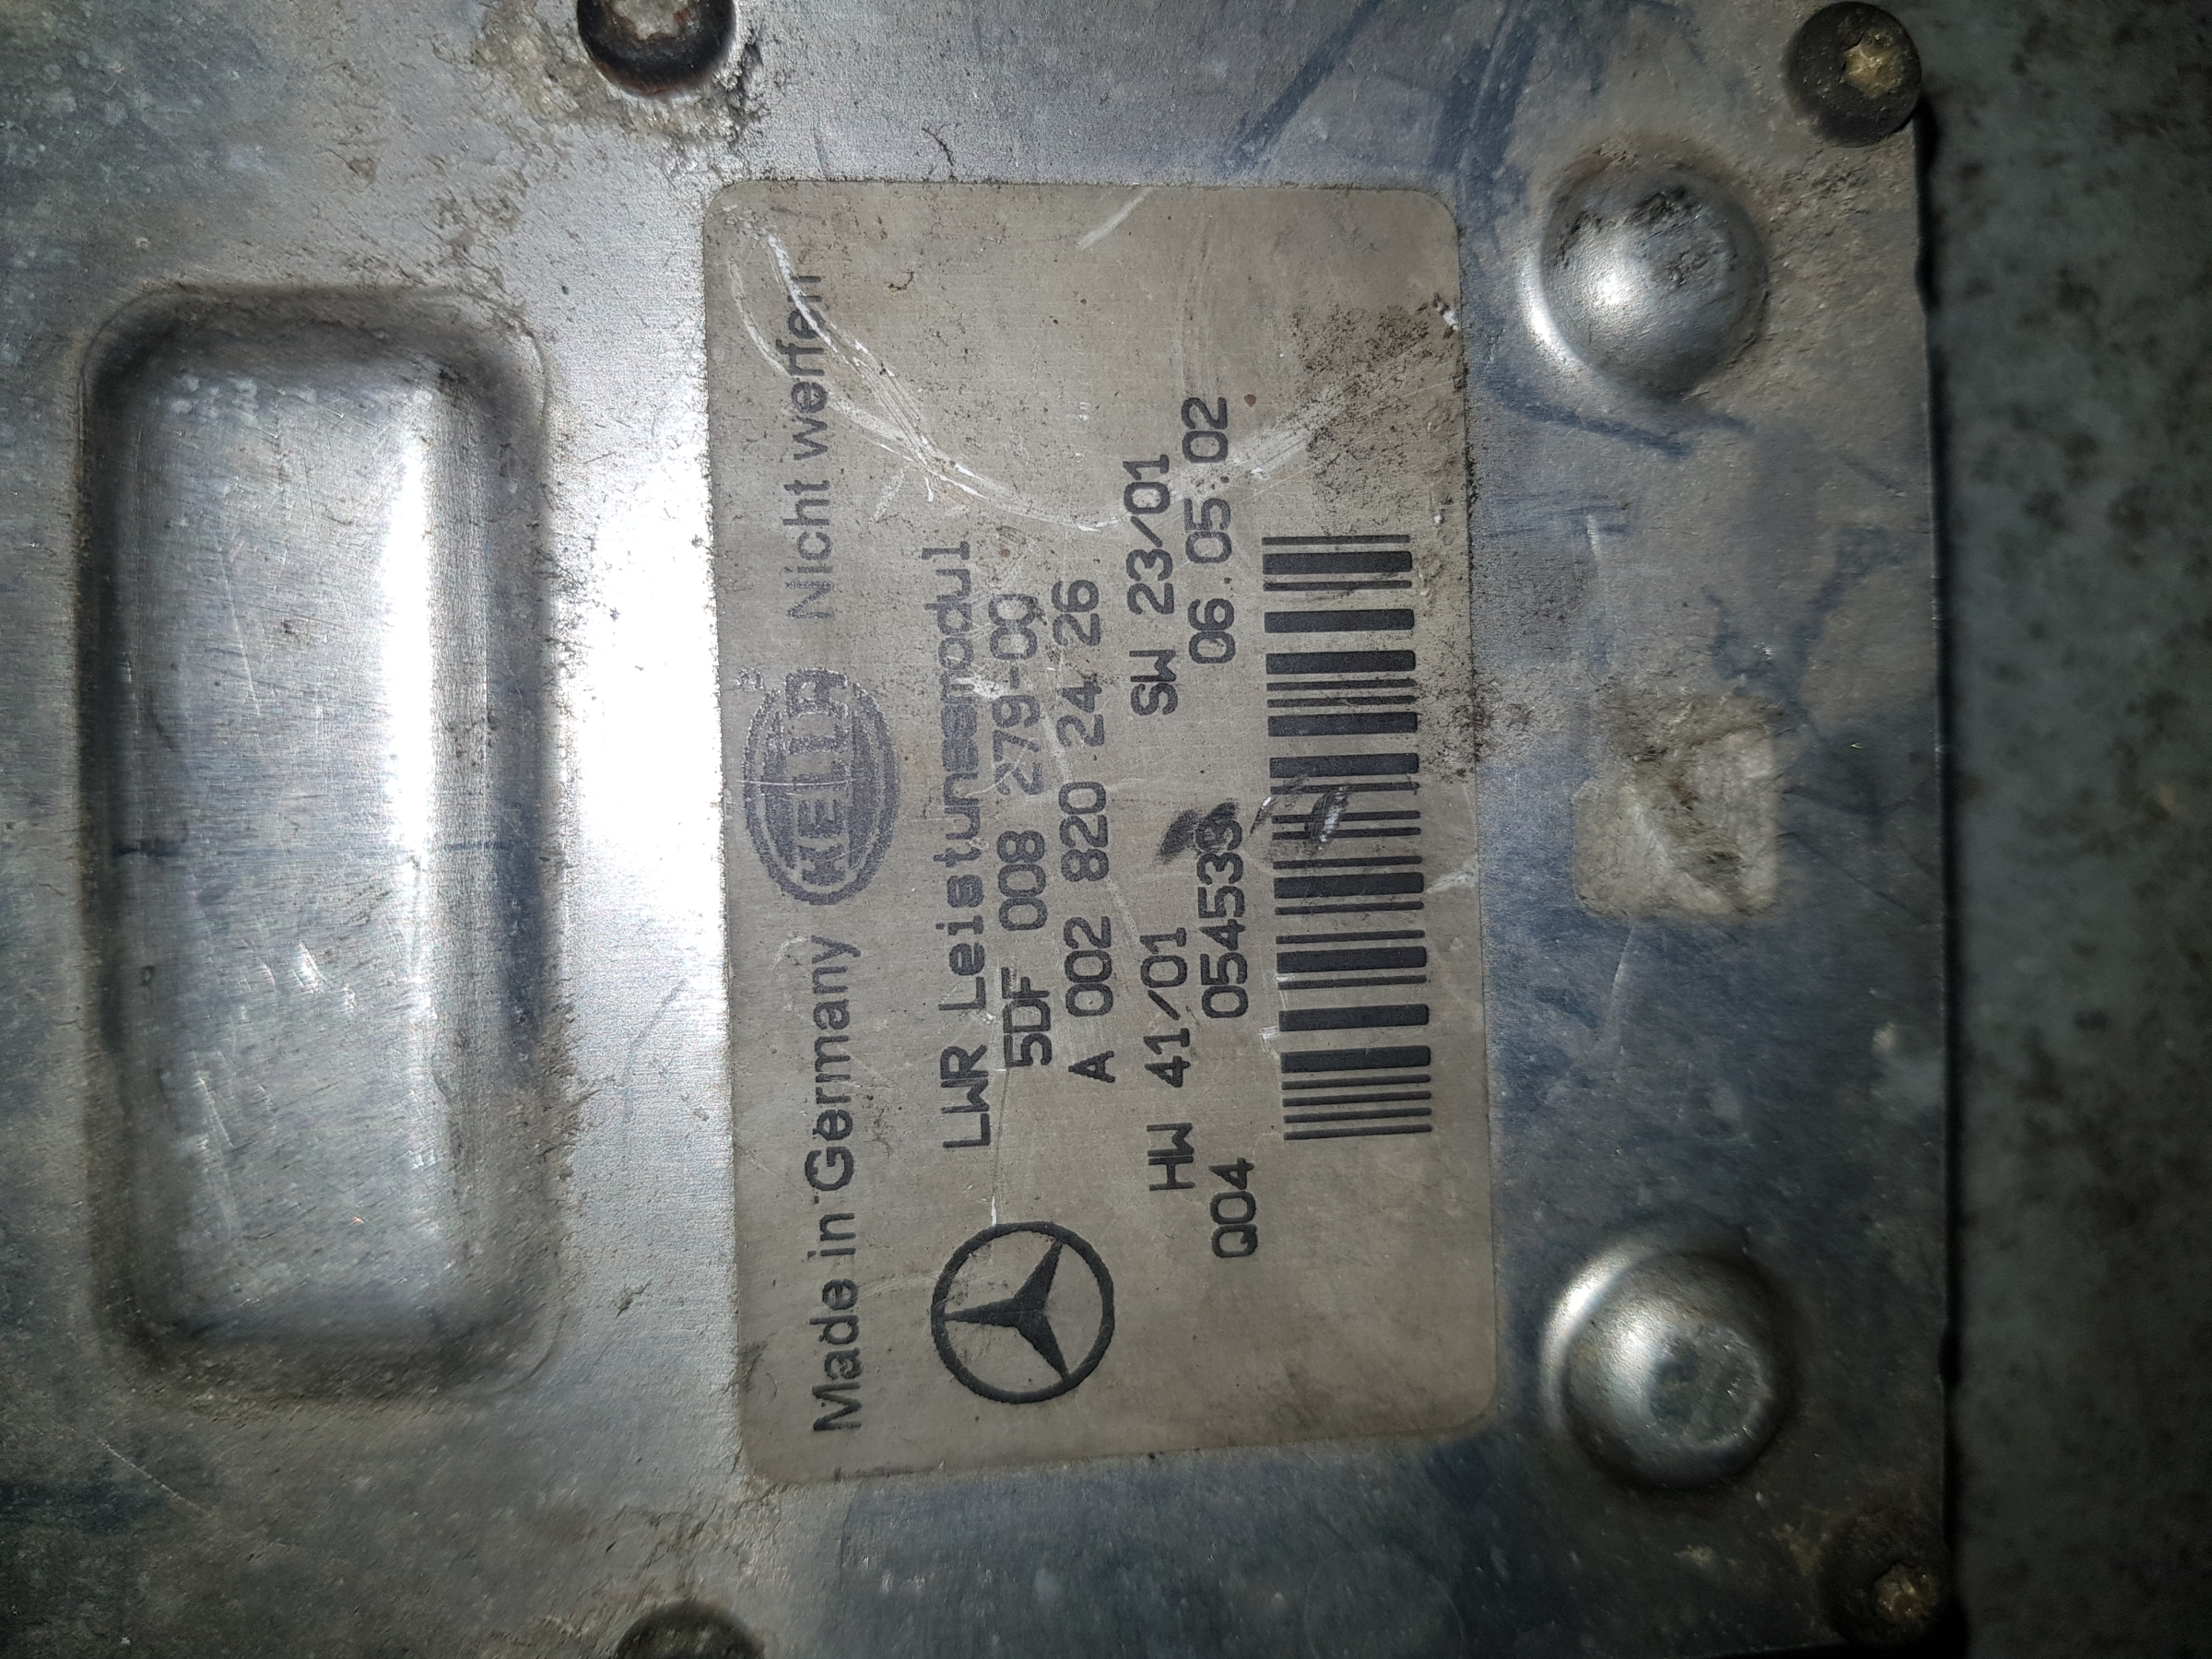 Made in Germany HELLA Nicht werfen
LWR Leistungsmodul
5DF 008 279-00
A 002 820 24 26
HW 41/01 SW 23/01
Q04 054533 06.05.02